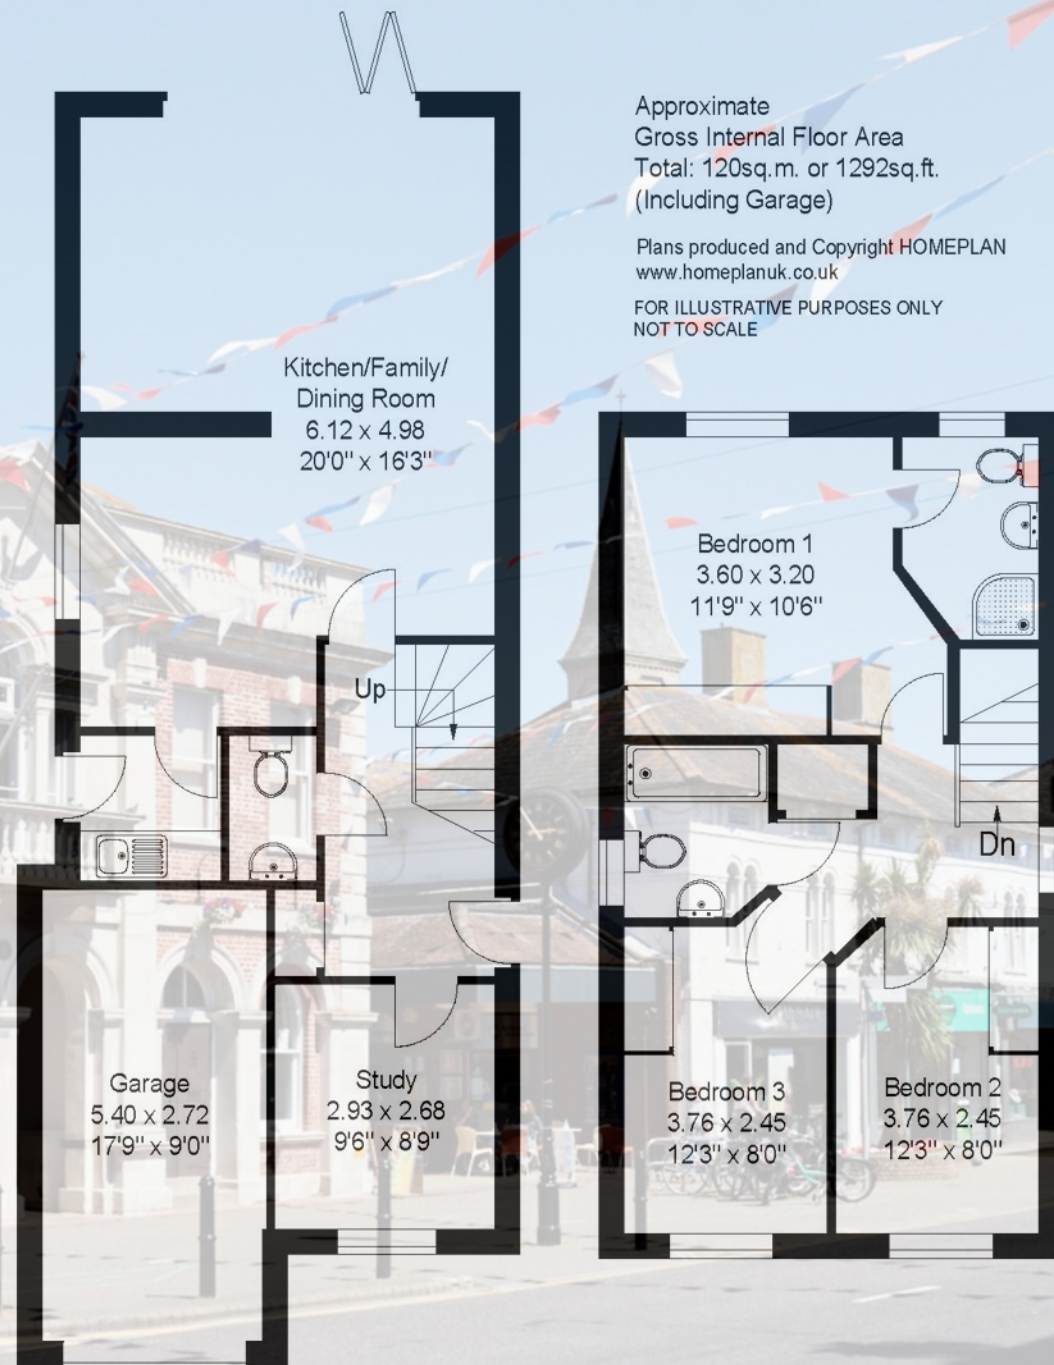 Approximate
Gross Internal Floor Area
Total: 120sq.m. or 1292sq.ft.
(Including Garage)
Plans produced and Copyright HOMEPLAN
www.homeplanuk.co.uk
FOR ILLUSTRATIVE PURPOSES ONLY
NOT TO SCALE
Kitchen/Family/
Dining Room
6.12 x 4.98
20'0" x 16'3"
Up
Garage
5.40 x 2.72
17'9" x 9'0"
Study
2.93 x 2.68
9'6" x 8'9"
Bedroom 1
3.60 x 3.20
11'9" x 10'6"
Dn
Bedroom 3
3.76 x 2.45
12'3" x 8'0"
Bedroom 2
3.76 x 2.45
12'3" x 8'0"